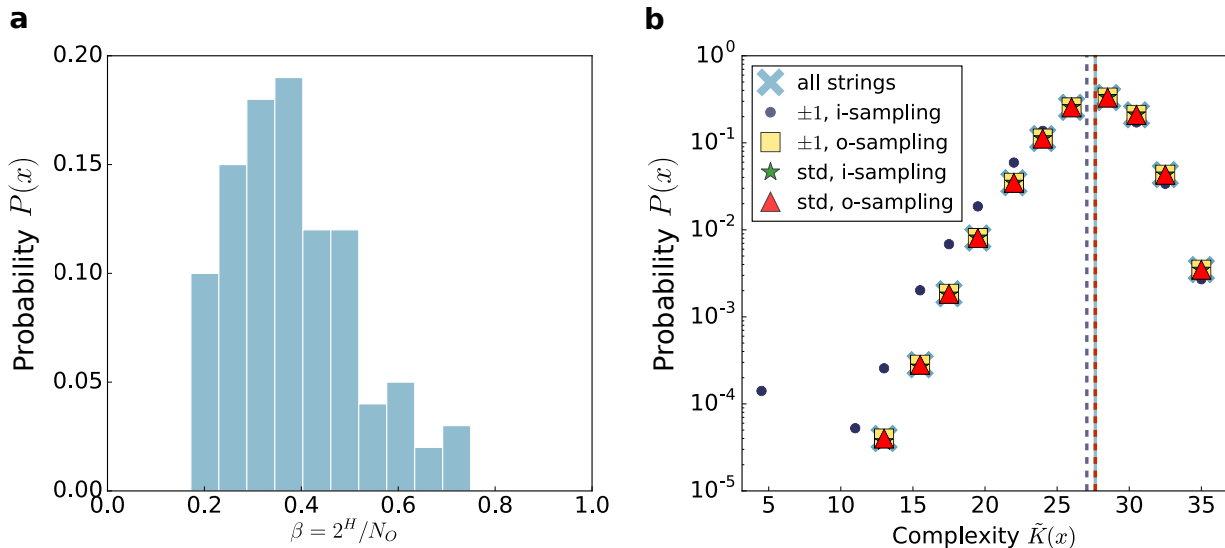 a
Probability P(x)
0.20
0.15
0.10
0.05
0.00
0.0 0.2 0.4 0.6 0.8 1.0
β = 2^H/N_O
b
Probability P(x)
10^0
10^-1
10^-2
10^-3
10^-4
10^-5
all strings
±1, i-sampling
±1, o-sampling
std, i-sampling
std, o-sampling
5 10 15 20 25 30 35
Complexity K̃(x)